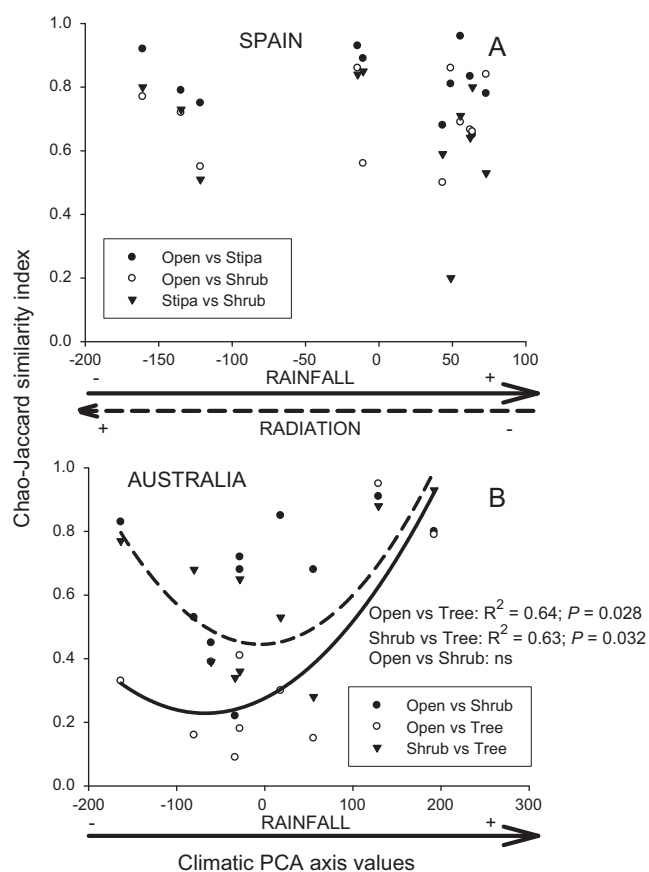 Chao-Jaccard similarity index
SPAIN
A
1.0
0.8
0.6
0.4
0.2
0.0
Open vs Stipa
Open vs Shrub
Stipa vs Shrub
-200 -150 -100 -50 0 50 100
- RAINFALL +
+ RADIATION -
AUSTRALIA
B
1.0
0.8
0.6
0.4
0.2
0.0
Open vs Tree: R² = 0.64; P = 0.028
Shrub vs Tree: R² = 0.63; P = 0.032
Open vs Shrub: ns
Open vs Shrub
Open vs Tree
Shrub vs Tree
-200 -100 0 100 200 300
- RAINFALL +
Climatic PCA axis values